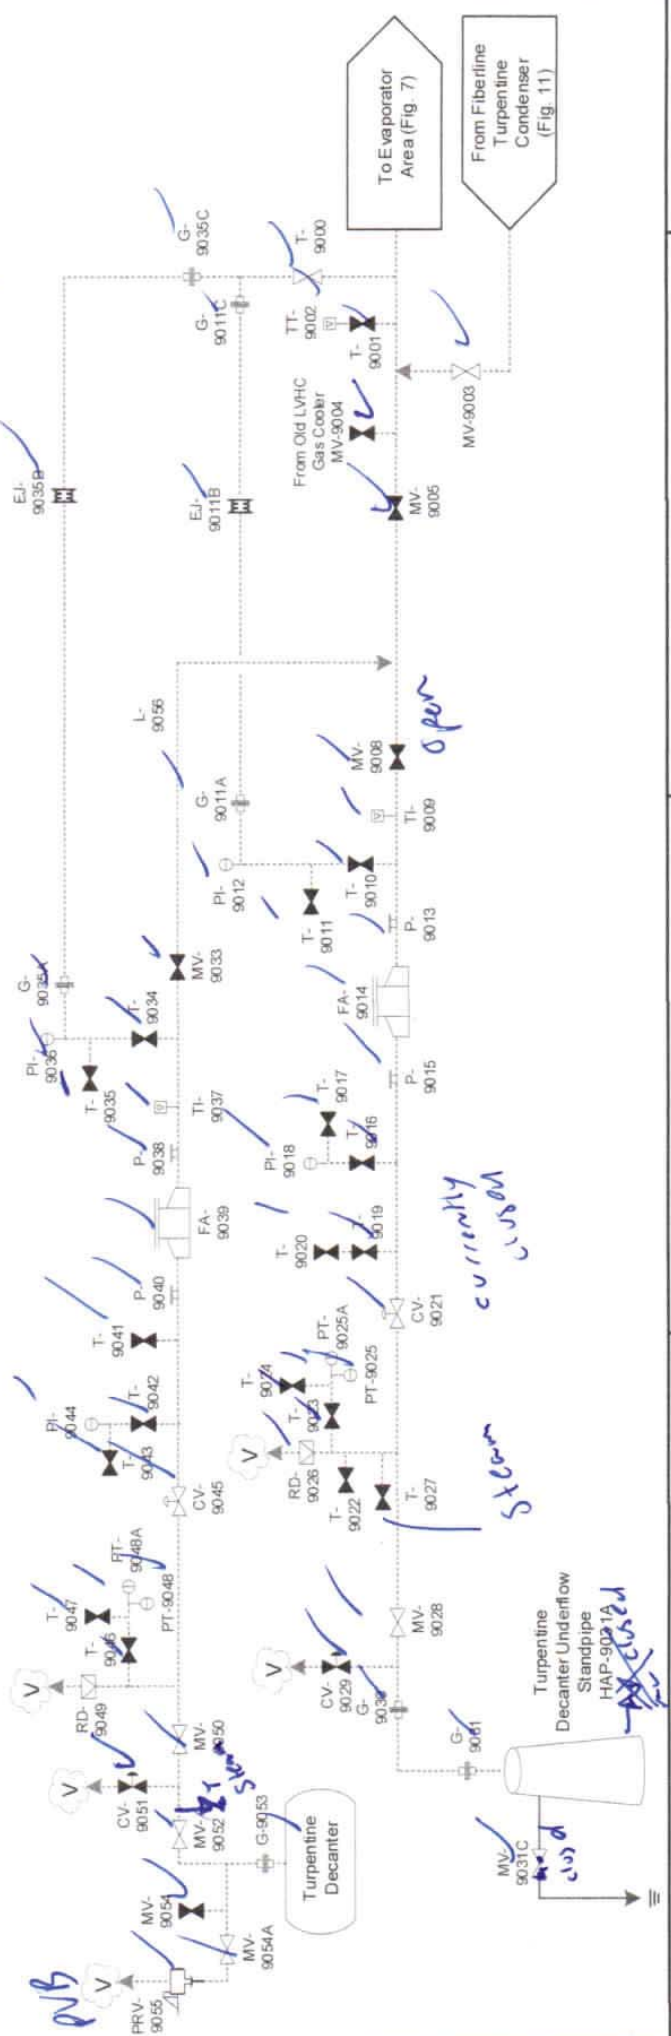 To Evaporator
Area (Fig. 7)
From Fiberline
Turpentine
Condenser
(Fig. 11)
G-
9035C
G-
9011C
T-
9000
TT-
9002
T-
9001
MV-9003
From Old LVHC
Gas Cooler
MV-9004
MV-
9005
EJ-
9035B
EJ-
9011B
L-
9056
G-
9011A
MV-
9008
open
TI-
9009
PI-
9012
T-
9011
T-
9010
P-
9013
FA-
9014
P-
9015
G-
9035A
PI-
9036
T-
9035
T-
9034
MV-
9033
TI-
9037
P-
9038
FA-
9039
P-
9040
T-
9041
PI-
9044
T-
9043
T-
9042
CV-
9045
PI-
9018
T-
9017
T-
9016
T-
9020
T-
9019
CV-
9021
currently
closed
T-
9024
T-
9023
PT-
9025A
PT-9025
V
RD-
9026
T-
9022
T-
9027
Steam
T-
9047
T-
9046
PT-
9048A
PT-9048
V
RD-
9049
MV-
9050
V
CV-
9051
MV-
9052
Steam
G-9053
Turpentine
Decanter
MV-
9054
MV-
9054A
PVB
V
PRV-
9055
V
CV-
9029
MV-
9028
G-
9030
G-
9061
Turpentine
Decanter Underflow
Standpipe
HAP-9031A
closed
MV-
9031C
closed